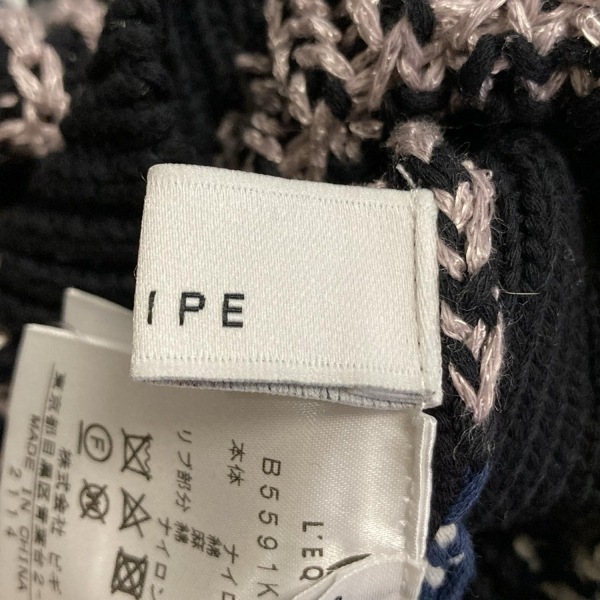 IPE
L'EQ
B5591K
本体
リブ部分
ナイロ
綿
麻
綿
ナイロン
F
株式会社 ビギ
東京都目黒区青葉台2-
MADE IN CHINA
2114